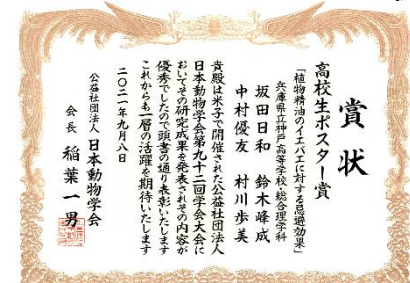 賞状
高校生ポスター賞
「植物精油のイエバエに対する忌避効果」
兵庫県立神戸高等学校・総合理学科
坂田日和 鈴木峰成
中村優友 村川歩美
貴殿は米子で開催された公益社団法人
日本動物学会第九十二回学会大会に
おいてその研究成果を発表されその内容が
優秀でしたので頭書の通り表彰いたします
これからも一層の活躍を期待いたします
二〇二一年九月八日
公益社団法人 日本動物学会
会長 稲葉一男